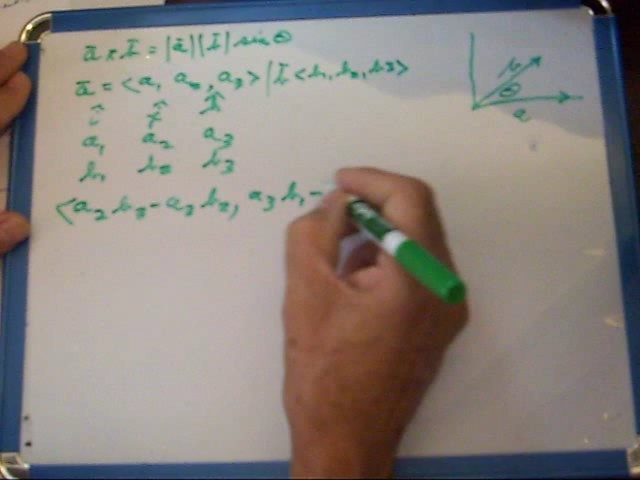 ā × b̄ = |ā| |b̄| sin θ
ā = <a₁, a₂, a₃> | b̄ <b₁, b₂, b₃>
î ĵ k̂
a₁ a₂ a₃
b₁ b₂ b₃
<a₂ b₃ - a₃ b₂, a₃ b₁ -
b
θ
a